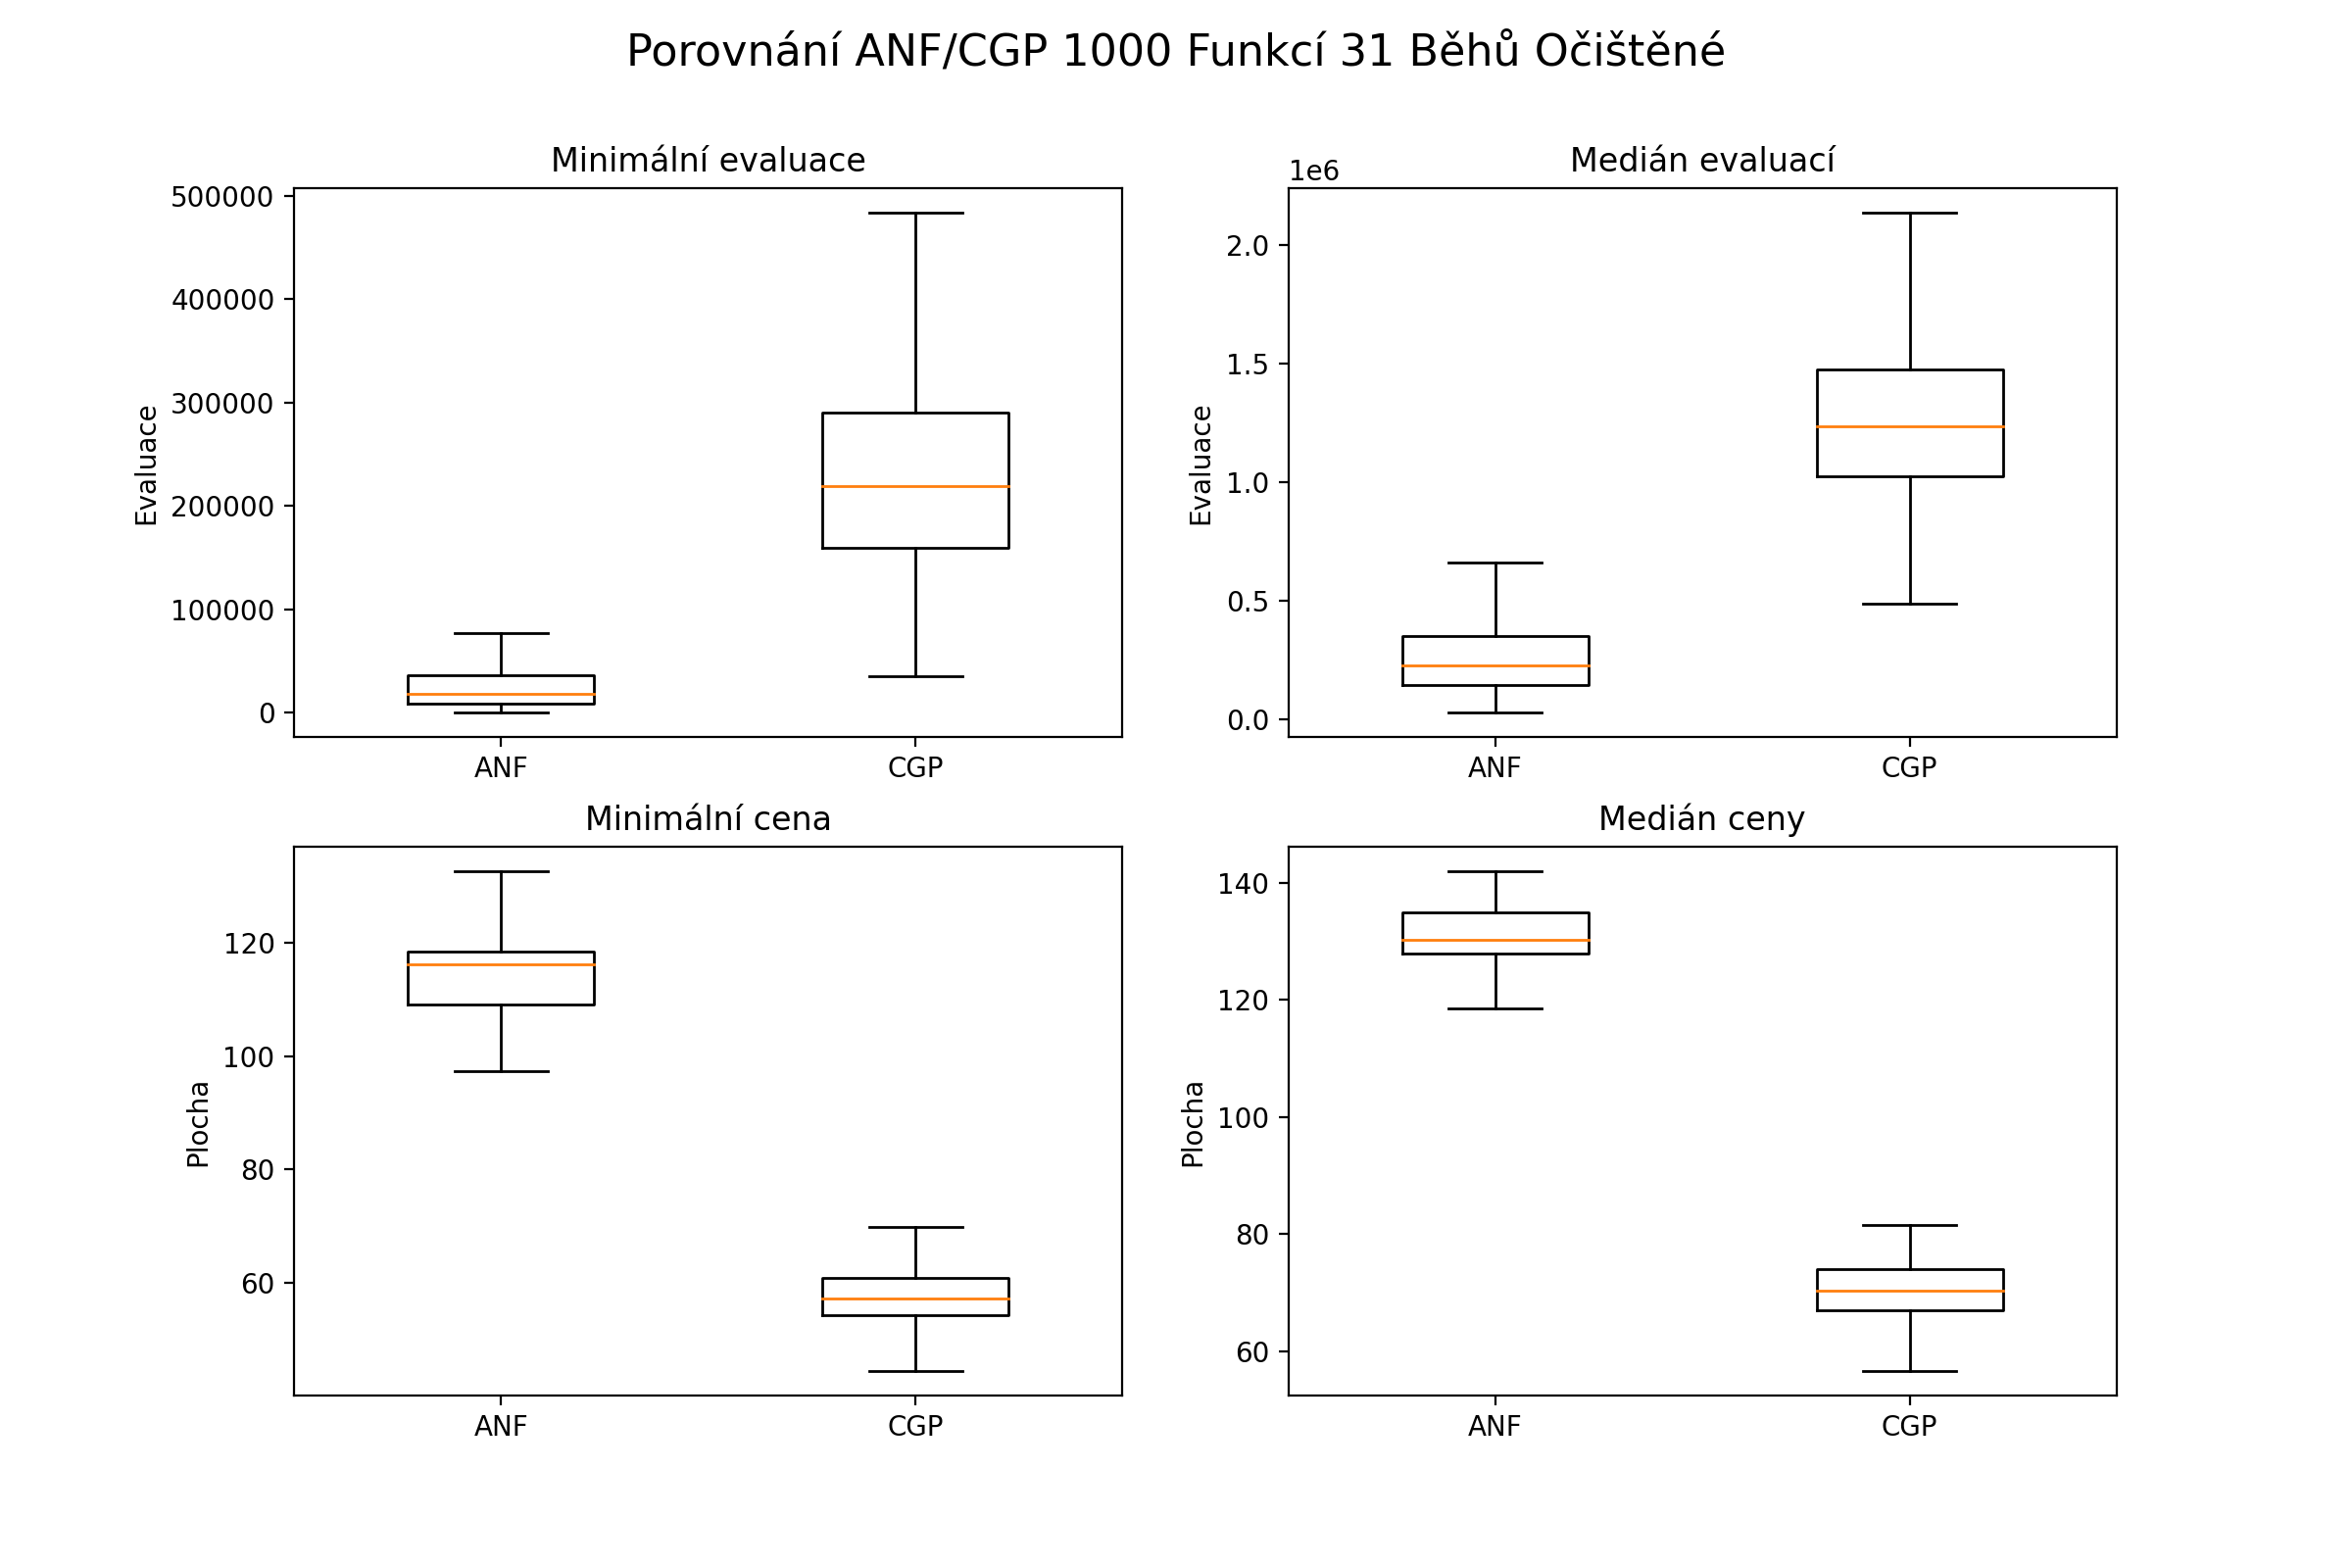 Porovnání ANF/CGP 1000 Funkcí 31 Běhů Očištěné
Minimální evaluace
500000
400000
300000
200000
100000
0
Evaluace
ANF
CGP
Medián evaluací
1e6
2.0
1.5
1.0
0.5
0.0
Evaluace
ANF
CGP
Minimální cena
120
100
80
60
Plocha
ANF
CGP
Medián ceny
140
120
100
80
60
Plocha
ANF
CGP